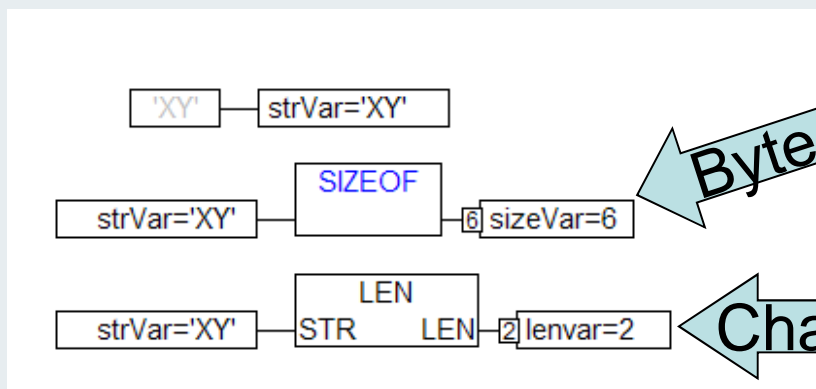 'XY' strVar='XY'
SIZEOF
strVar='XY' 6 sizeVar=6
Byte
LEN
strVar='XY' STR LEN 2 lenvar=2
Cha